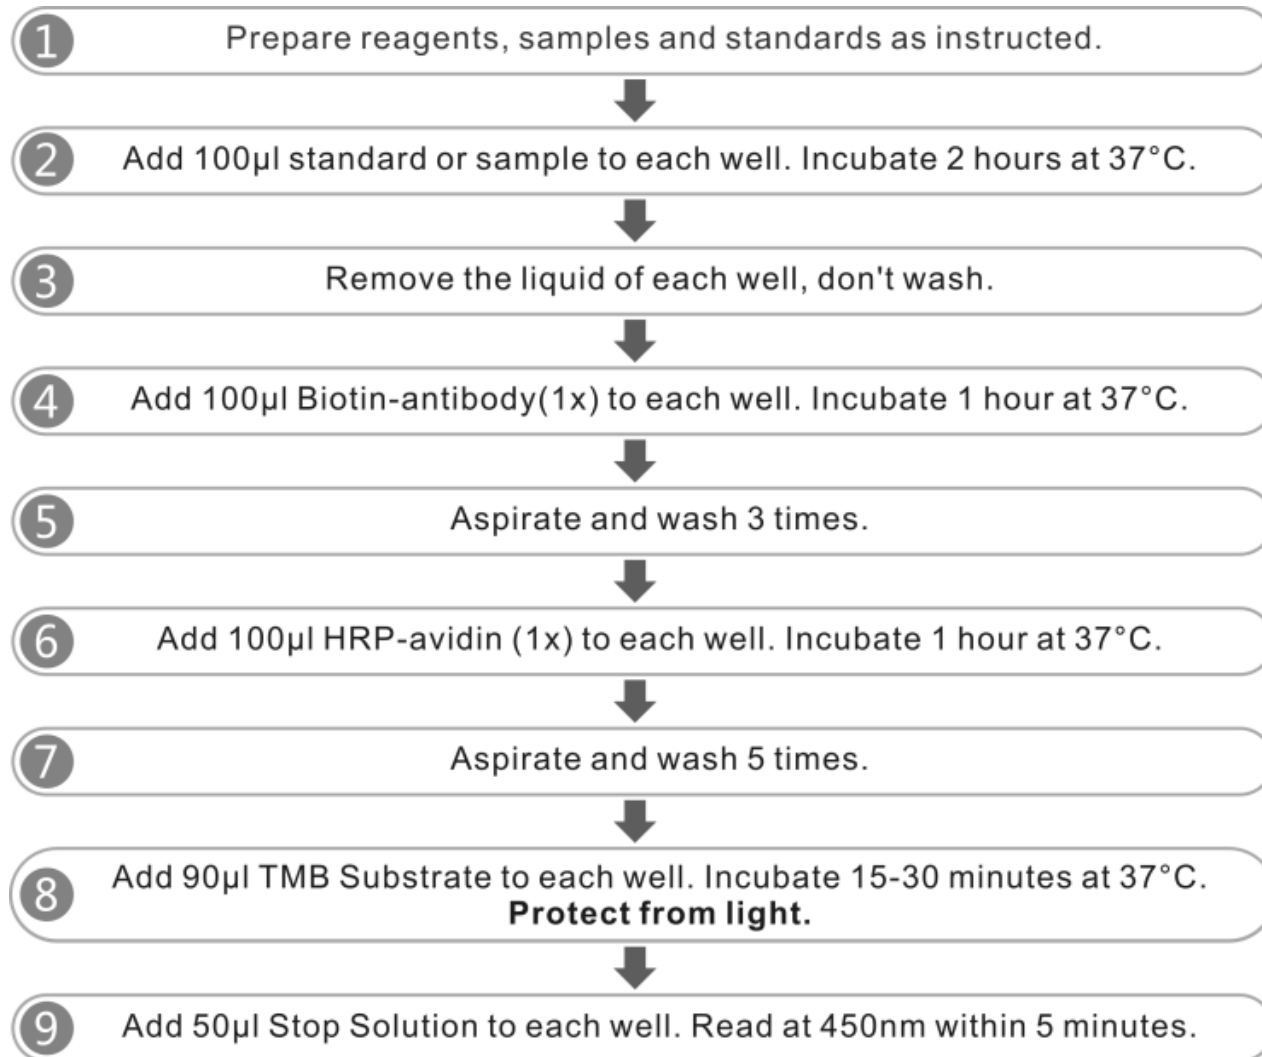 1 Prepare reagents, samples and standards as instructed.
2 Add 100µl standard or sample to each well. Incubate 2 hours at 37°C.
3 Remove the liquid of each well, don't wash.
4 Add 100µl Biotin-antibody(1x) to each well. Incubate 1 hour at 37°C.
5 Aspirate and wash 3 times.
6 Add 100µl HRP-avidin (1x) to each well. Incubate 1 hour at 37°C.
7 Aspirate and wash 5 times.
8 Add 90µl TMB Substrate to each well. Incubate 15-30 minutes at 37°C.
Protect from light.
9 Add 50µl Stop Solution to each well. Read at 450nm within 5 minutes.